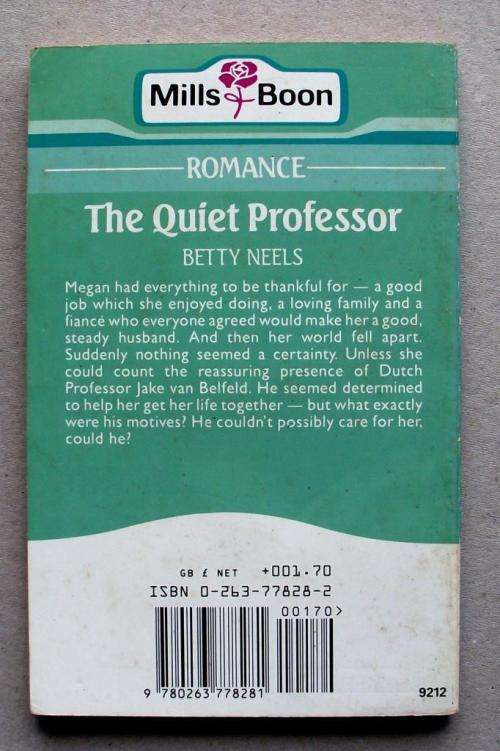 Mills & Boon
ROMANCE
The Quiet Professor
BETTY NEELS
Megan had everything to be thankful for — a good
job which she enjoyed doing, a loving family and a
fiancé who everyone agreed would make her a good,
steady husband. And then her world fell apart.
Suddenly nothing seemed a certainty. Unless she
could count the reassuring presence of Dutch
Professor Jake van Belfeld. He seemed determined
to help her get her life together — but what exactly
were his motives? He couldn't possibly care for her,
could he?
GB £ NET +001.70
ISBN 0-263-77828-2
00170>
9 780263 778281
9212